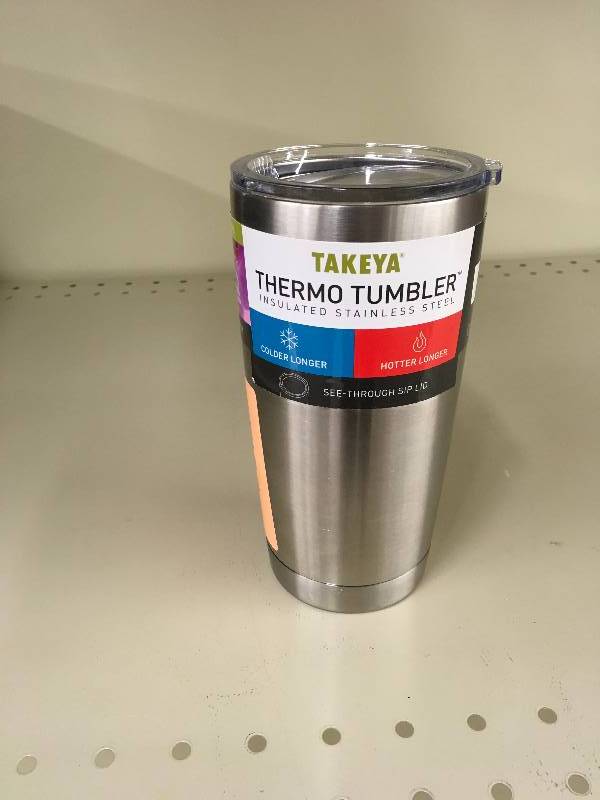 TAKEYA®
THERMO TUMBLER™
INSULATED STAINLESS STEEL
COLDER LONGER
HOTTER LONGER
SEE-THROUGH SIP LID